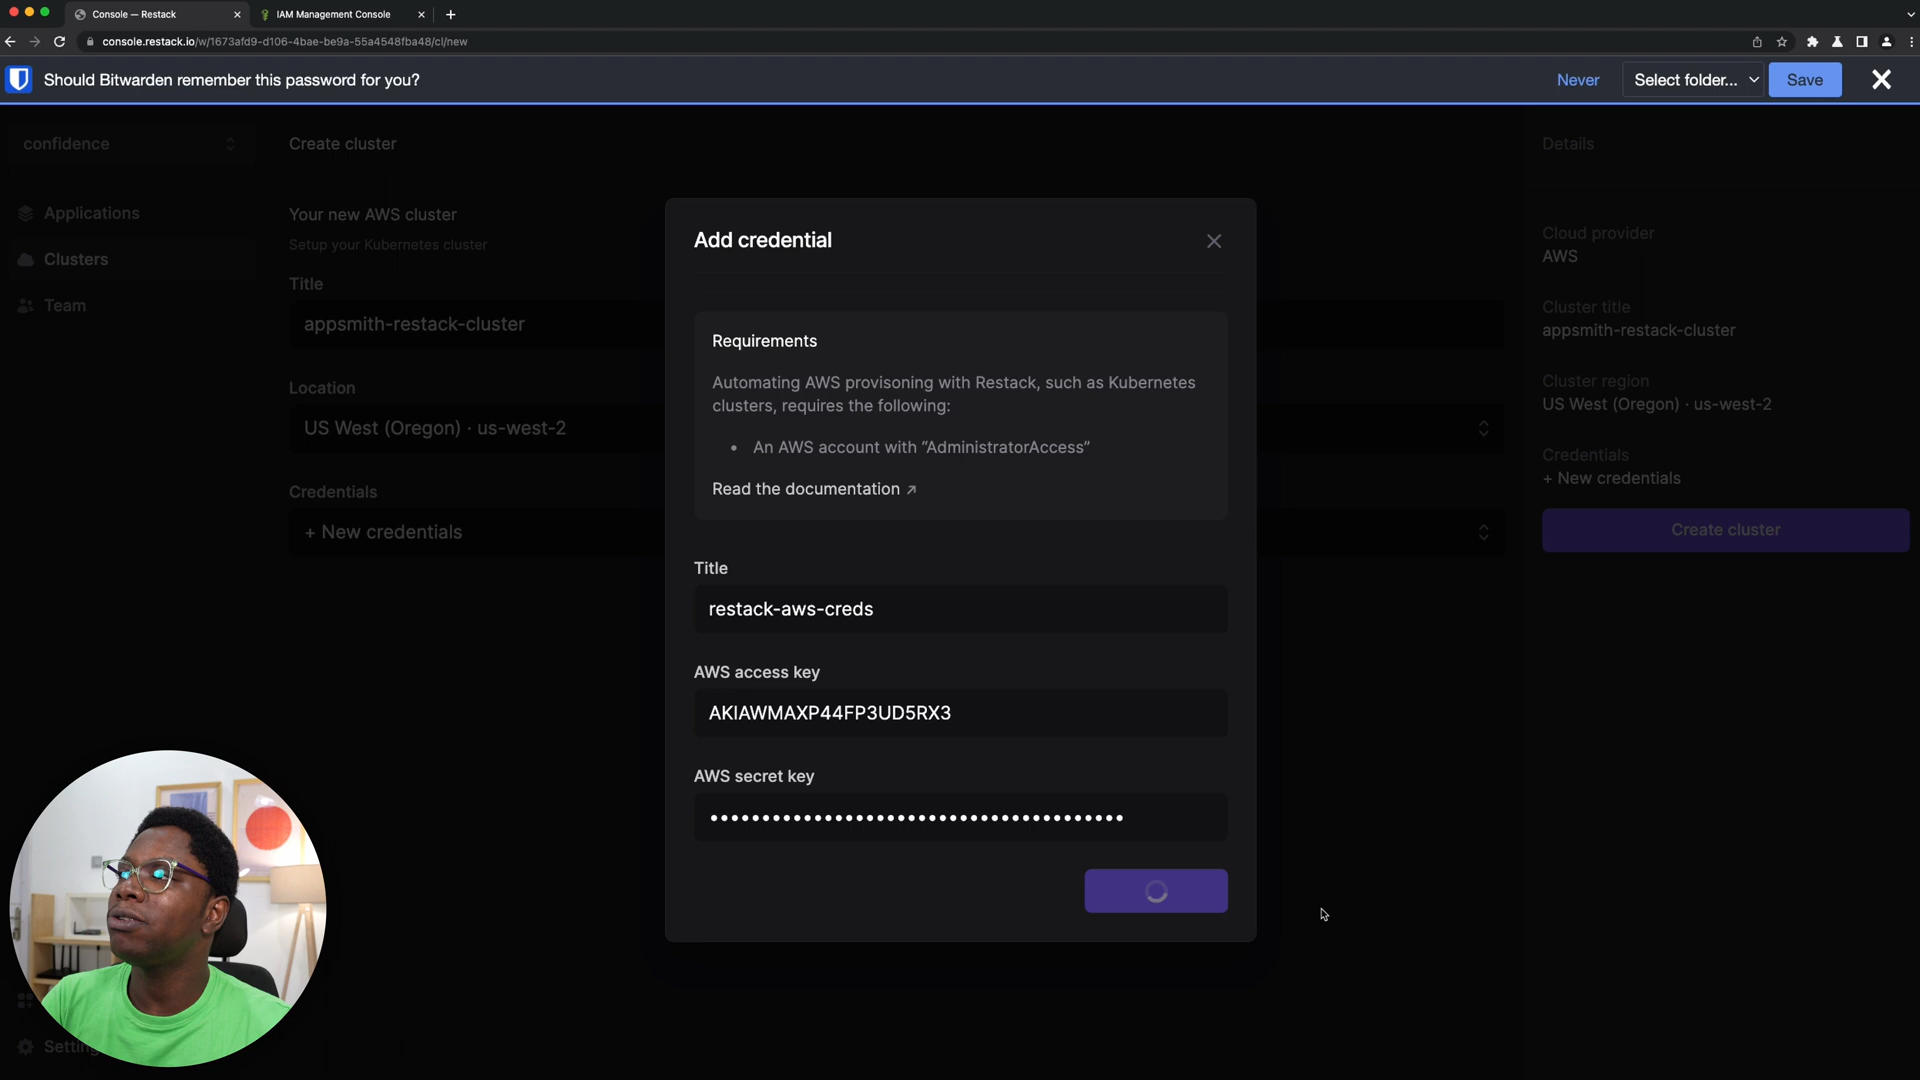 Console — Restack
IAM Management Console
console.restack.io/w/1673afd9-d106-4bae-be9a-55a4548fba48/cl/new
Should Bitwarden remember this password for you?
Never
Select folder...
Save
confidence
Create cluster
Details
Applications
Clusters
Team
Your new AWS cluster
Setup your Kubernetes cluster
Title
appsmith-restack-cluster
Location
US West (Oregon) · us-west-2
Credentials
+ New credentials
Add credential
Requirements
Automating AWS provisoning with Restack, such as Kubernetes
clusters, requires the following:
• An AWS account with “AdministratorAccess”
Read the documentation ↗
Title
restack-aws-creds
AWS access key
AKIAWMAXP44FP3UD5RX3
AWS secret key
Cloud provider
AWS
Cluster title
appsmith-restack-cluster
Cluster region
US West (Oregon) · us-west-2
Credentials
+ New credentials
Create cluster